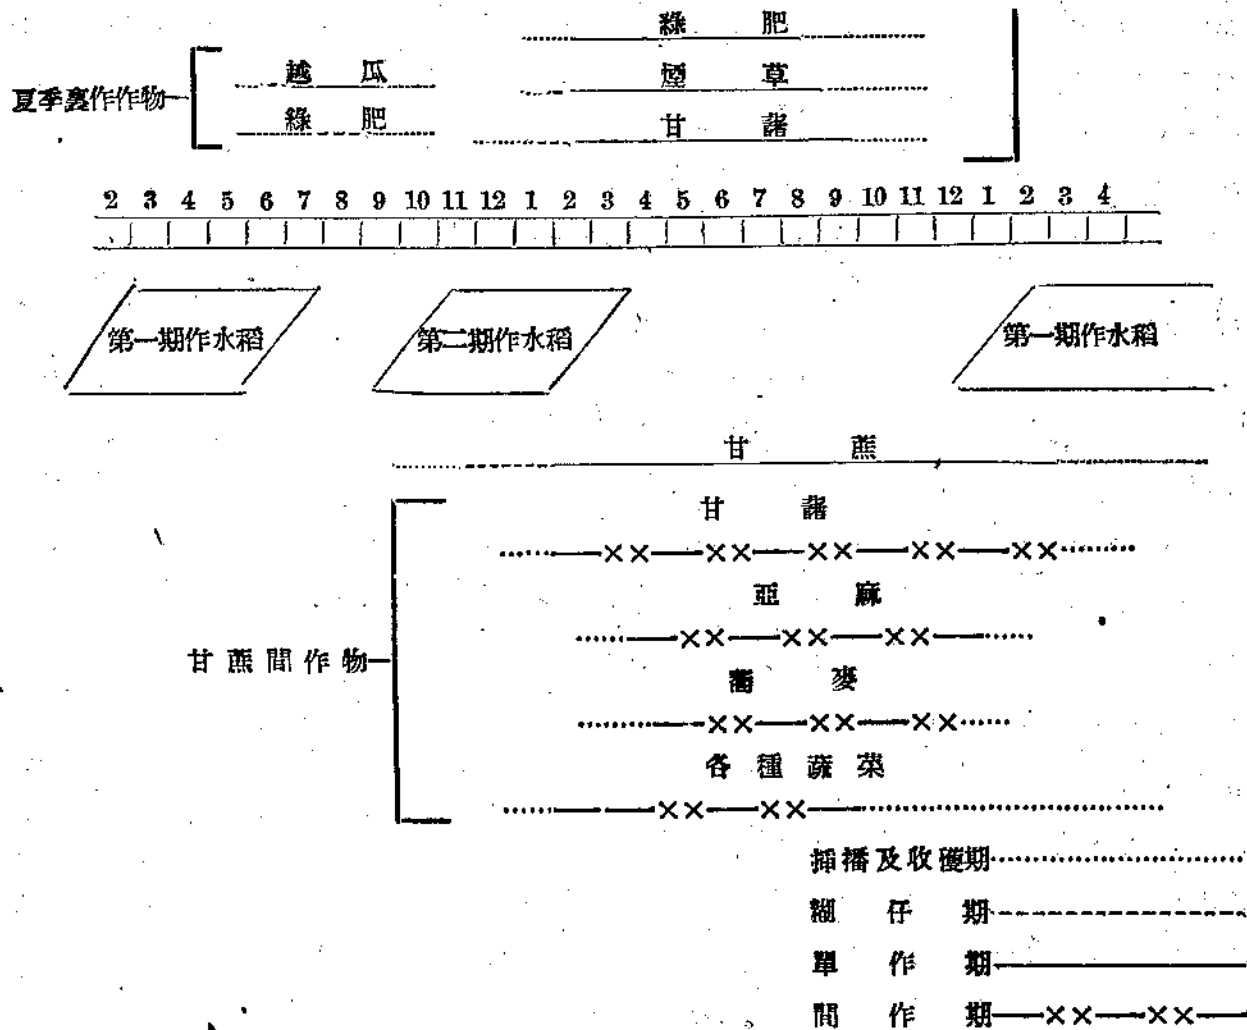 綠肥
越瓜 煙草
夏季裏作作物
綠肥 甘藷
2 3 4 5 6 7 8 9 10 11 12 1 2 3 4 5 6 7 8 9 10 11 12 1 2 3 4
第一期作水稻 第二期作水稻 第一期作水稻
甘蔗
甘藷
亞麻
甘蔗間作物
蕎麥
各種蔬菜
揷播及收穫期
糊仔期
單作期
間作期